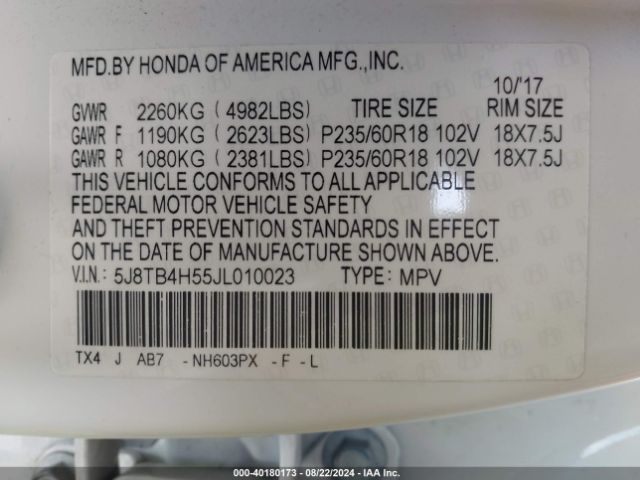 MFD.BY HONDA OF AMERICA MFG.,INC.
10/'17
GVWR 2260KG (4982LBS) TIRE SIZE RIM SIZE
GAWR F 1190KG (2623LBS) P235/60R18 102V 18X7.5J
GAWR R 1080KG (2381LBS) P235/60R18 102V 18X7.5J
THIS VEHICLE CONFORMS TO ALL APPLICABLE
FEDERAL MOTOR VEHICLE SAFETY
AND THEFT PREVENTION STANDARDS IN EFFECT
ON THE DATE OF MANUFACTURE SHOWN ABOVE.
V.I.N.: 5J8TB4H55JL010023 TYPE: MPV
TX4 J AB7 -NH603PX -F -L
000-40180173 - 08/22/2024 - IAA Inc.